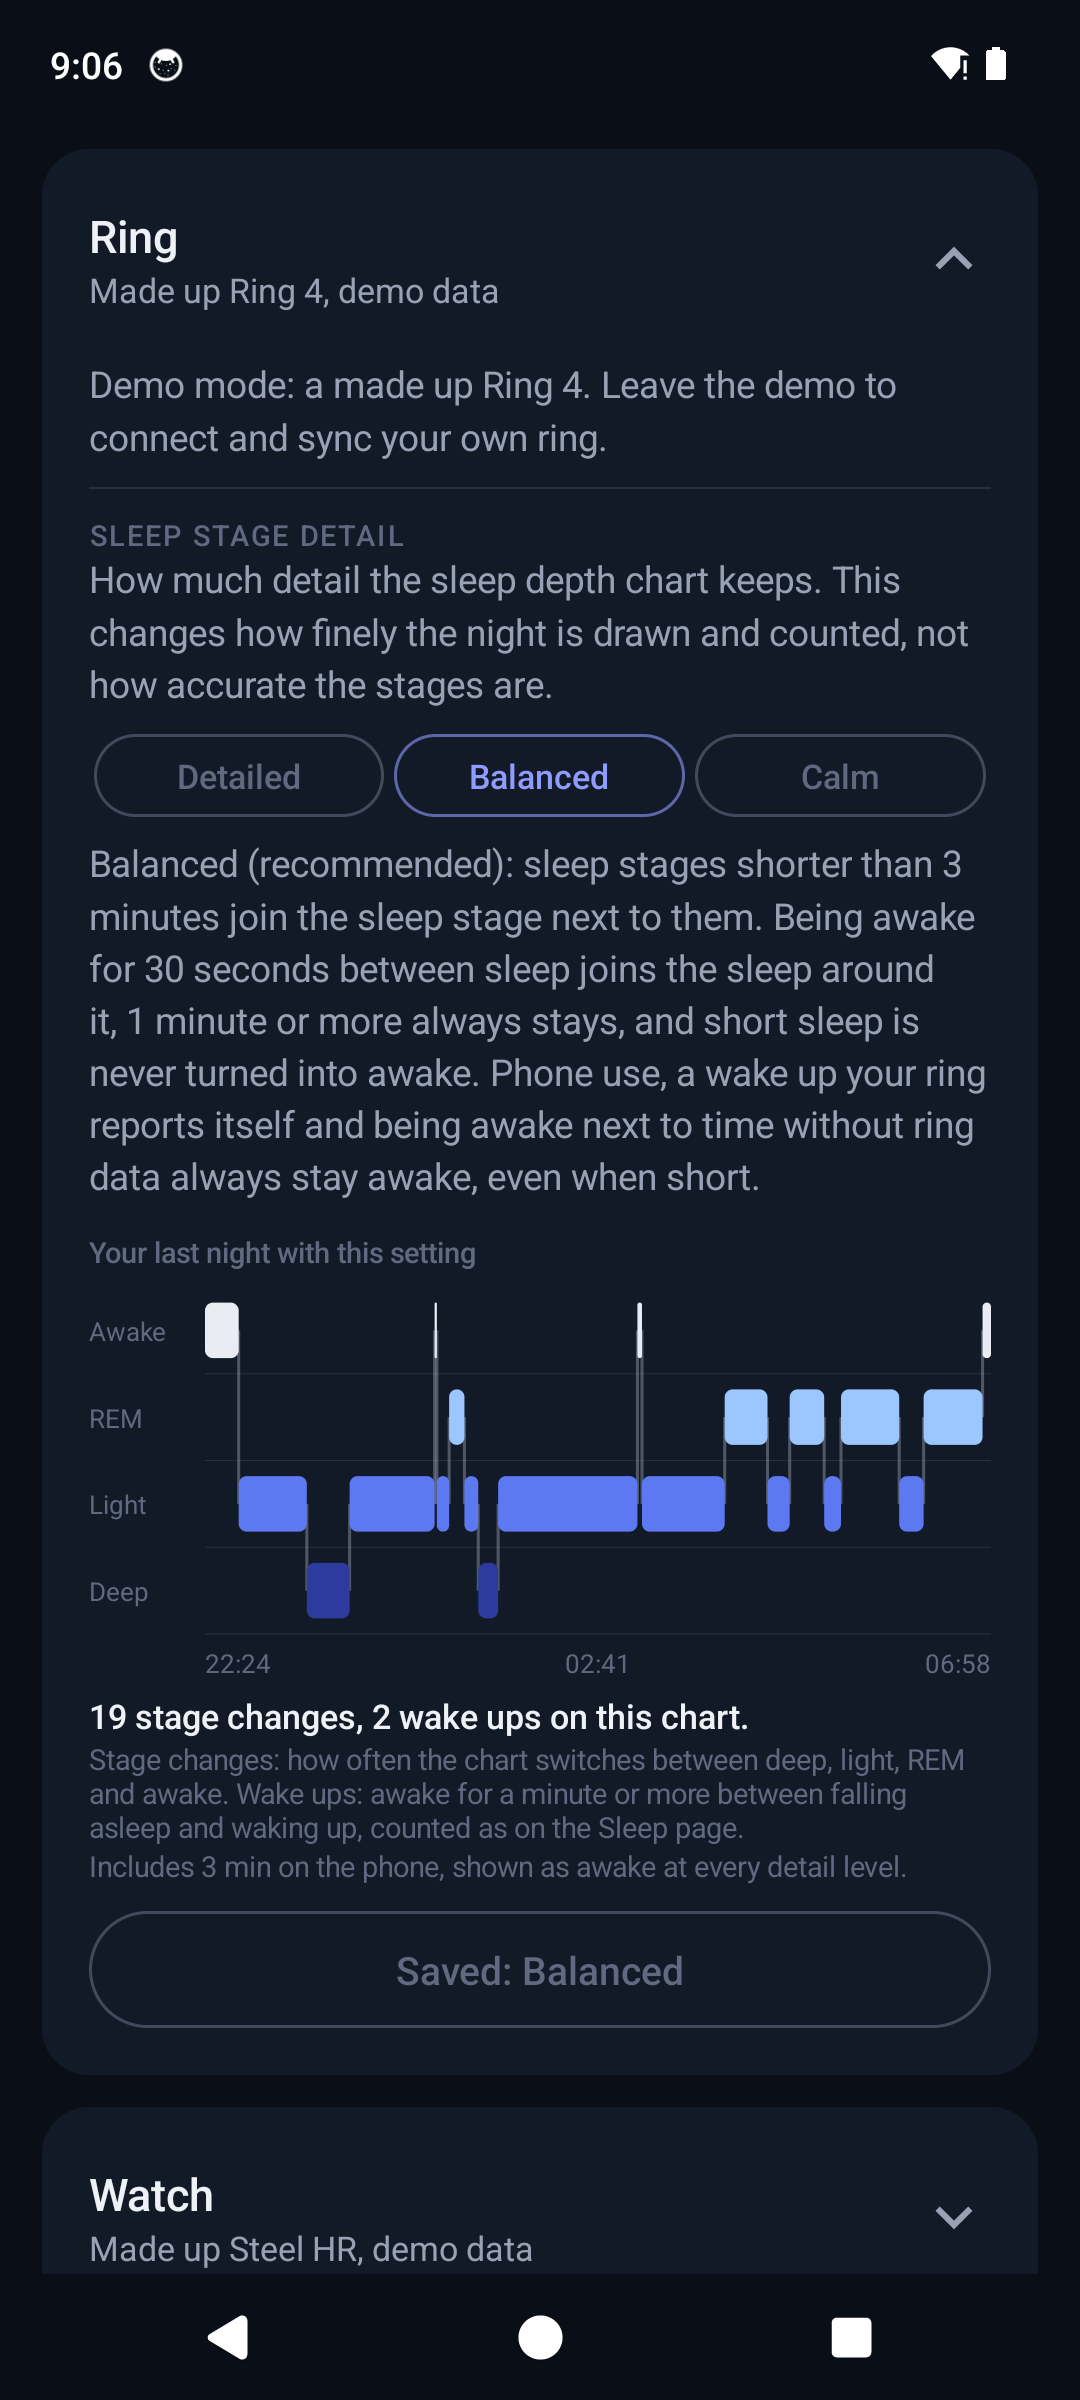 9:06
Ring
Made up Ring 4, demo data
Demo mode: a made up Ring 4. Leave the demo to
connect and sync your own ring.
SLEEP STAGE DETAIL
How much detail the sleep depth chart keeps. This
changes how finely the night is drawn and counted, not
how accurate the stages are.
Detailed
Balanced
Calm
Balanced (recommended): sleep stages shorter than 3
minutes join the sleep stage next to them. Being awake
for 30 seconds between sleep joins the sleep around
it, 1 minute or more always stays, and short sleep is
never turned into awake. Phone use, a wake up your ring
reports itself and being awake next to time without ring
data always stay awake, even when short.
Your last night with this setting
Awake
REM
Light
Deep
22:24
02:41
06:58
19 stage changes, 2 wake ups on this chart.
Stage changes: how often the chart switches between deep, light, REM
and awake. Wake ups: awake for a minute or more between falling
asleep and waking up, counted as on the Sleep page.
Includes 3 min on the phone, shown as awake at every detail level.
Saved: Balanced
Watch
Made up Steel HR, demo data